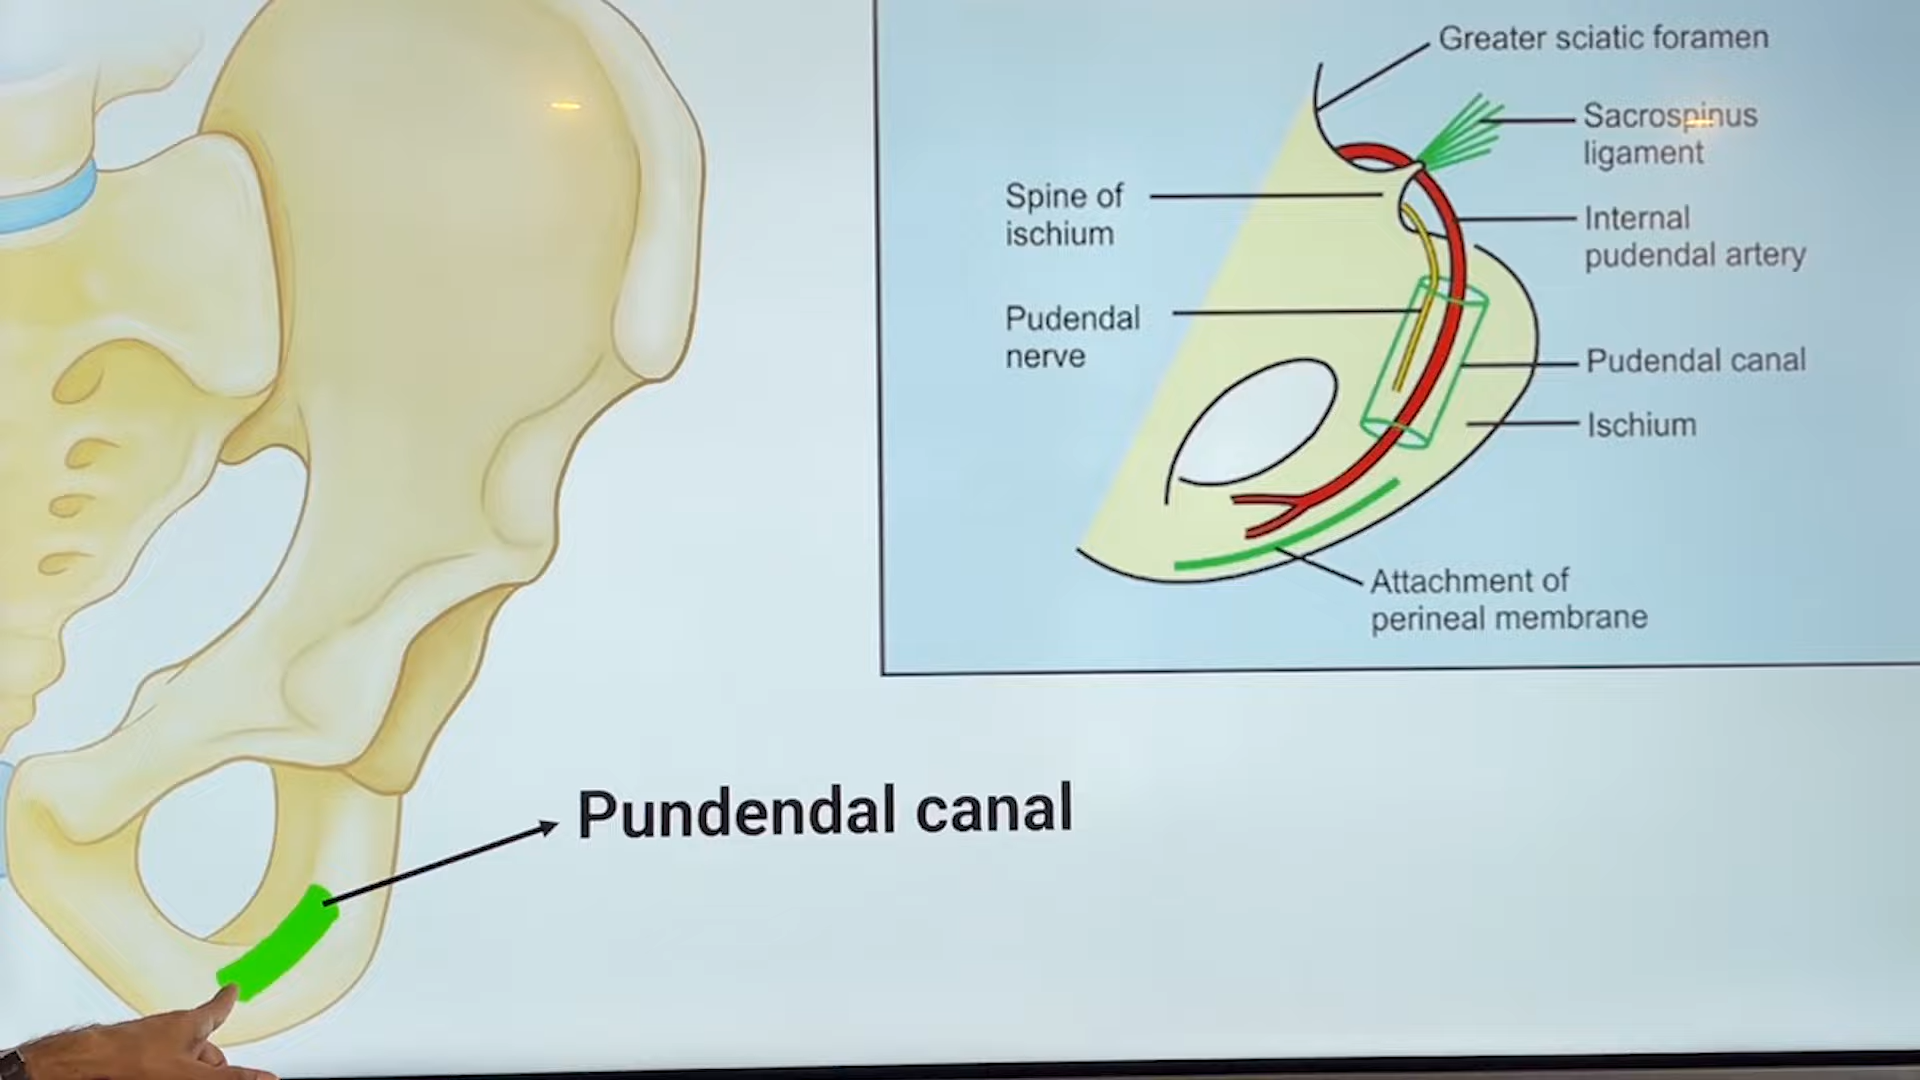 Greater sciatic foramen
Sacrospinus
ligament
Spine of
ischium
Internal
pudendal artery
Pudendal
nerve
Pudendal canal
Ischium
Attachment of
perineal membrane
Pundendal canal